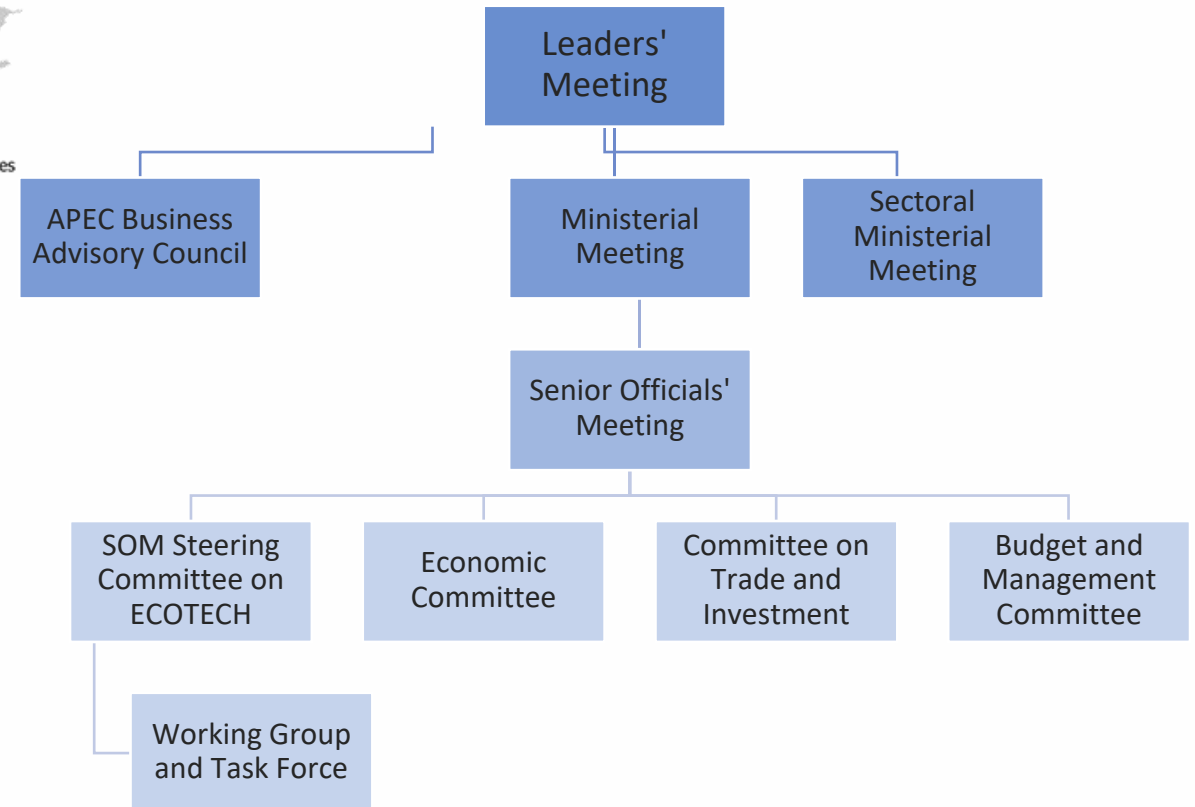 Leaders'
Meeting
es
APEC Business
Advisory Council
Ministerial
Meeting
Sectoral
Ministerial
Meeting
Senior Officials'
Meeting
SOM Steering
Committee on
ECOTECH
Economic
Committee
Committee on
Trade and
Investment
Budget and
Management
Committee
Working Group
and Task Force